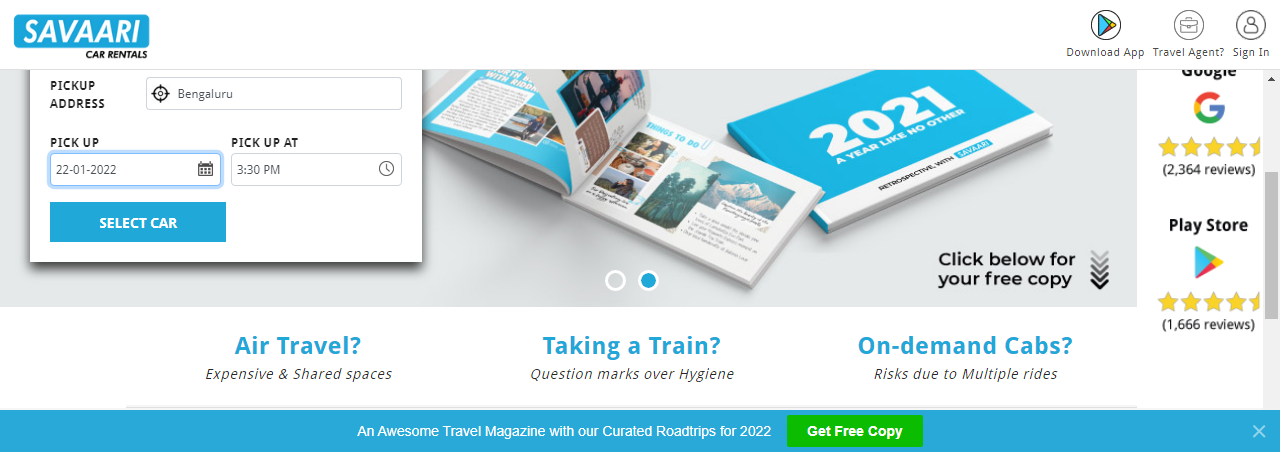 SAVAARI
CAR RENTALS
Download App
Travel Agent?
Sign In
PICKUP
ADDRESS
Bengaluru
PICK UP
PICK UP AT
22-01-2022
3:30 PM
SELECT CAR
THINGS TO DO
2021
A YEAR LIKE NO OTHER
RETROSPECTIVE, WITH SAVAARI
Click below for
your free copy
Google
(2,364 reviews)
Play Store
(1,666 reviews)
Air Travel?
Expensive & Shared spaces
Taking a Train?
Question marks over Hygiene
On-demand Cabs?
Risks due to Multiple rides
An Awesome Travel Magazine with our Curated Roadtrips for 2022
Get Free Copy